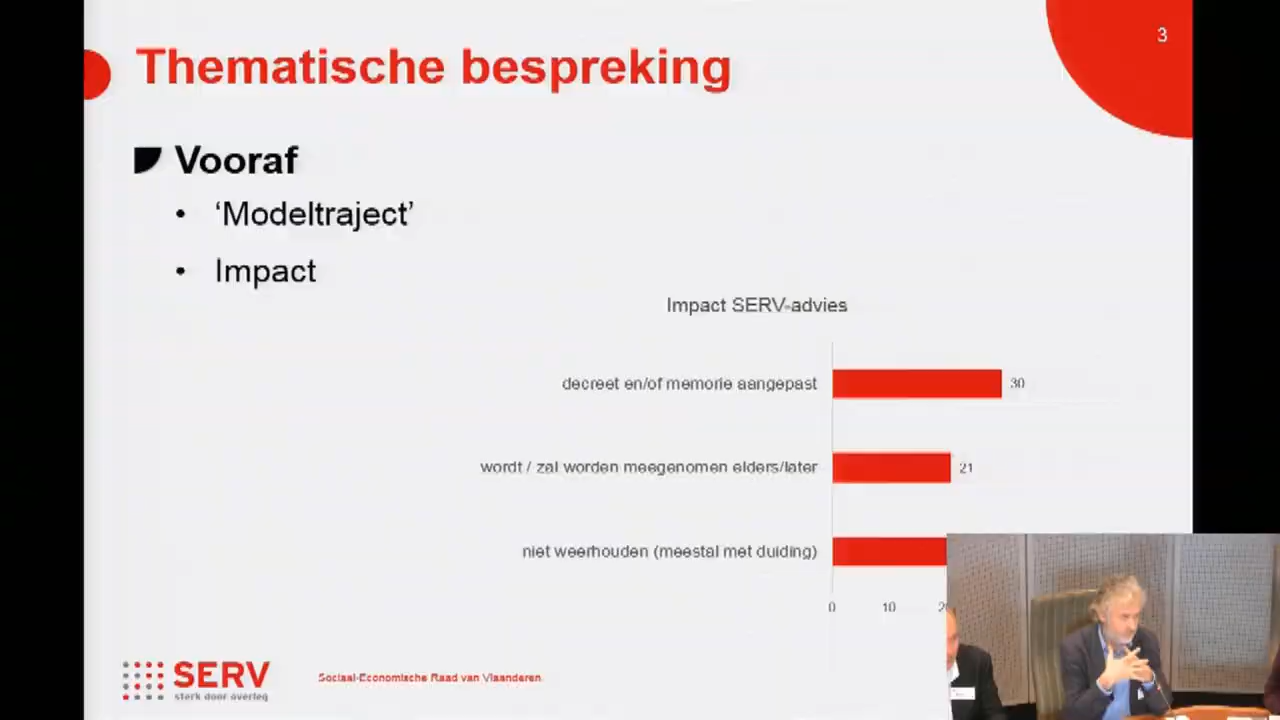 3
Thematische bespreking
Vooraf
• ‘Modeltraject’
• Impact
Impact SERV-advies
decreet en/of memorie aangepast 30
wordt / zal worden meegenomen elders/later 21
niet weerhouden (meestal met duiding)
0 10
SERV
sterk door overleg
Sociaal-Economische Raad van Vlaanderen